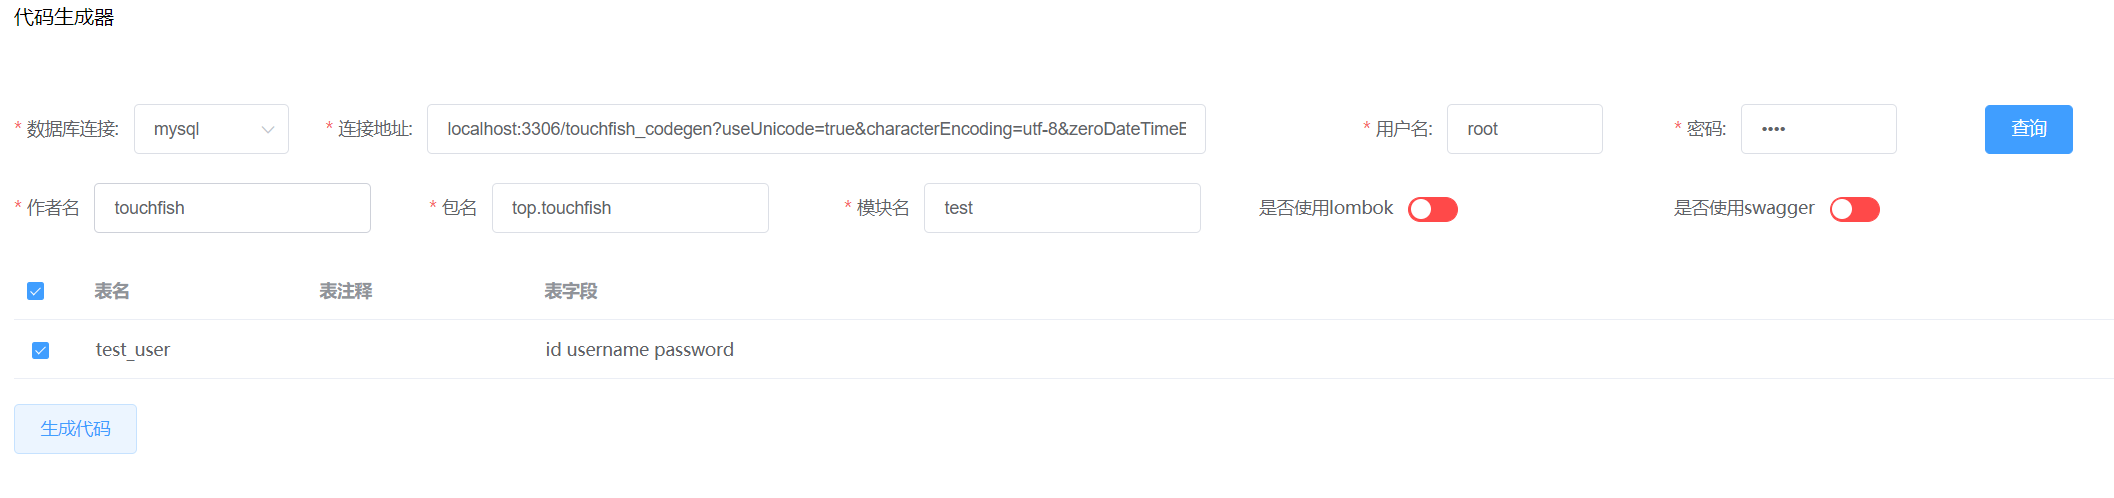 代码生成器
* 数据库连接: mysql * 连接地址: localhost:3306/touchfish_codegen?useUnicode=true&characterEncoding=utf-8&zeroDateTimeE * 用户名: root * 密码: •••• 查询
* 作者名 touchfish * 包名 top.touchfish * 模块名 test 是否使用lombok 是否使用swagger
表名 表注释 表字段
test_user id username password
生成代码